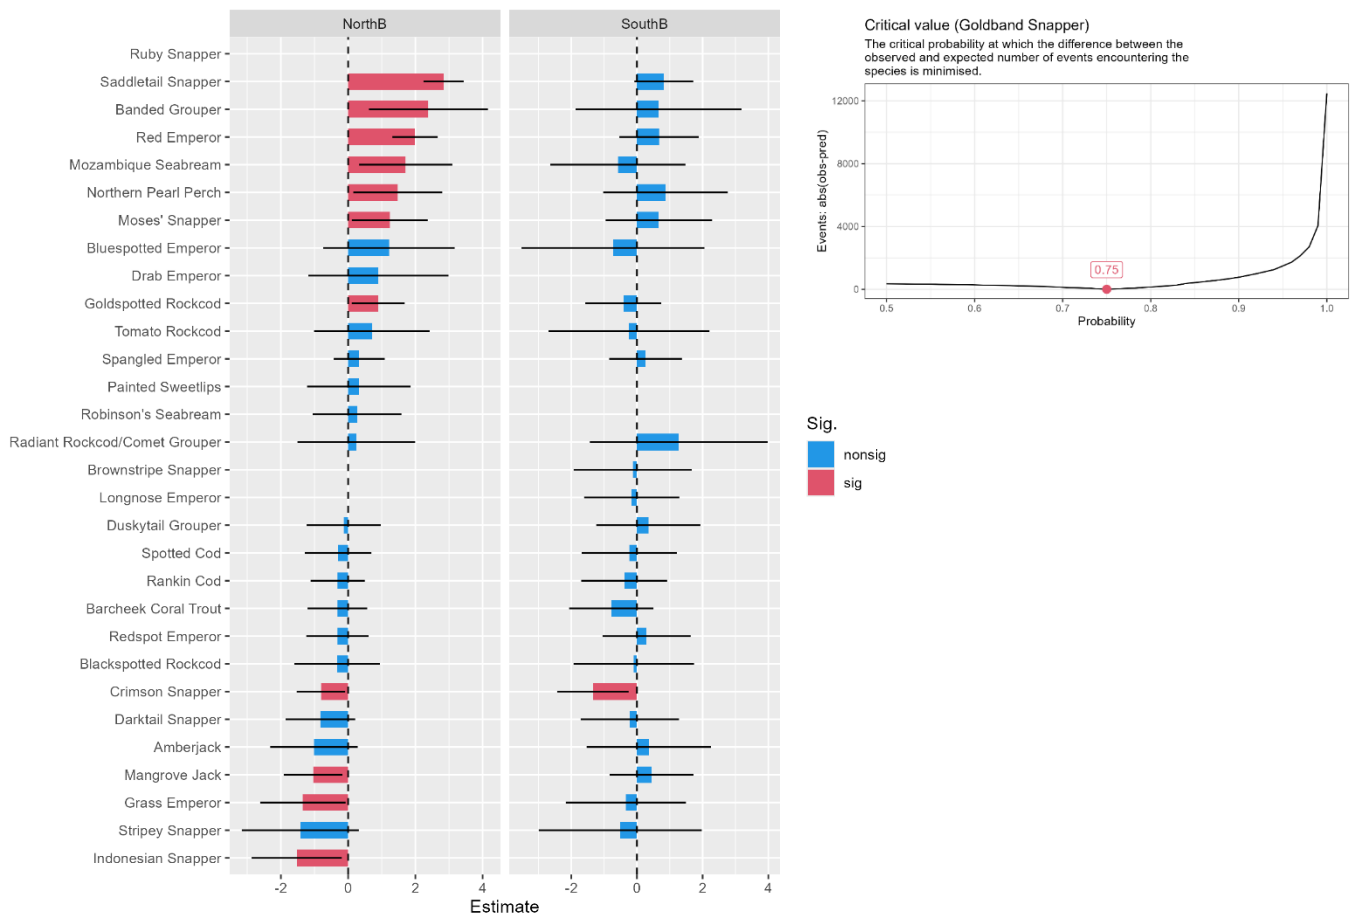 NorthB
SouthB
Ruby Snapper
Saddletail Snapper
Banded Grouper
Red Emperor
Mozambique Seabream
Northern Pearl Perch
Moses' Snapper
Bluespotted Emperor
Drab Emperor
Goldspotted Rockcod
Tomato Rockcod
Spangled Emperor
Painted Sweetlips
Robinson's Seabream
Radiant Rockcod/Comet Grouper
Brownstripe Snapper
Longnose Emperor
Duskytail Grouper
Spotted Cod
Rankin Cod
Barcheek Coral Trout
Redspot Emperor
Blackspotted Rockcod
Crimson Snapper
Darktail Snapper
Amberjack
Mangrove Jack
Grass Emperor
Stripey Snapper
Indonesian Snapper
-2 0 2 4
-2 0 2 4
Estimate
Critical value (Goldband Snapper)
The critical probability at which the difference between the
observed and expected number of events encountering the
species is minimised.
12000
8000
4000
0
Events: abs(obs-pred)
0.75
0.5 0.6 0.7 0.8 0.9 1.0
Probability
Sig.
nonsig
sig